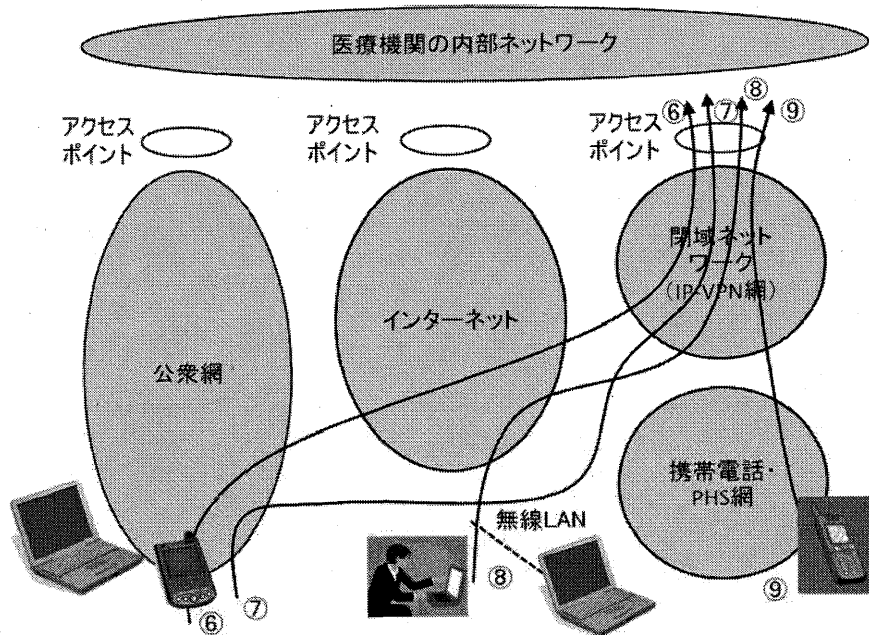 医療機関の内部ネットワーク
⑥
⑦
⑧
⑨
アクセス
ポイント
アクセス
ポイント
アクセス
ポイント
公衆網
インターネット
閉域ネット
ワーク
(IP-VPN網)
携帯電話・
PHS網
無線LAN
⑥
⑦
⑧
⑨